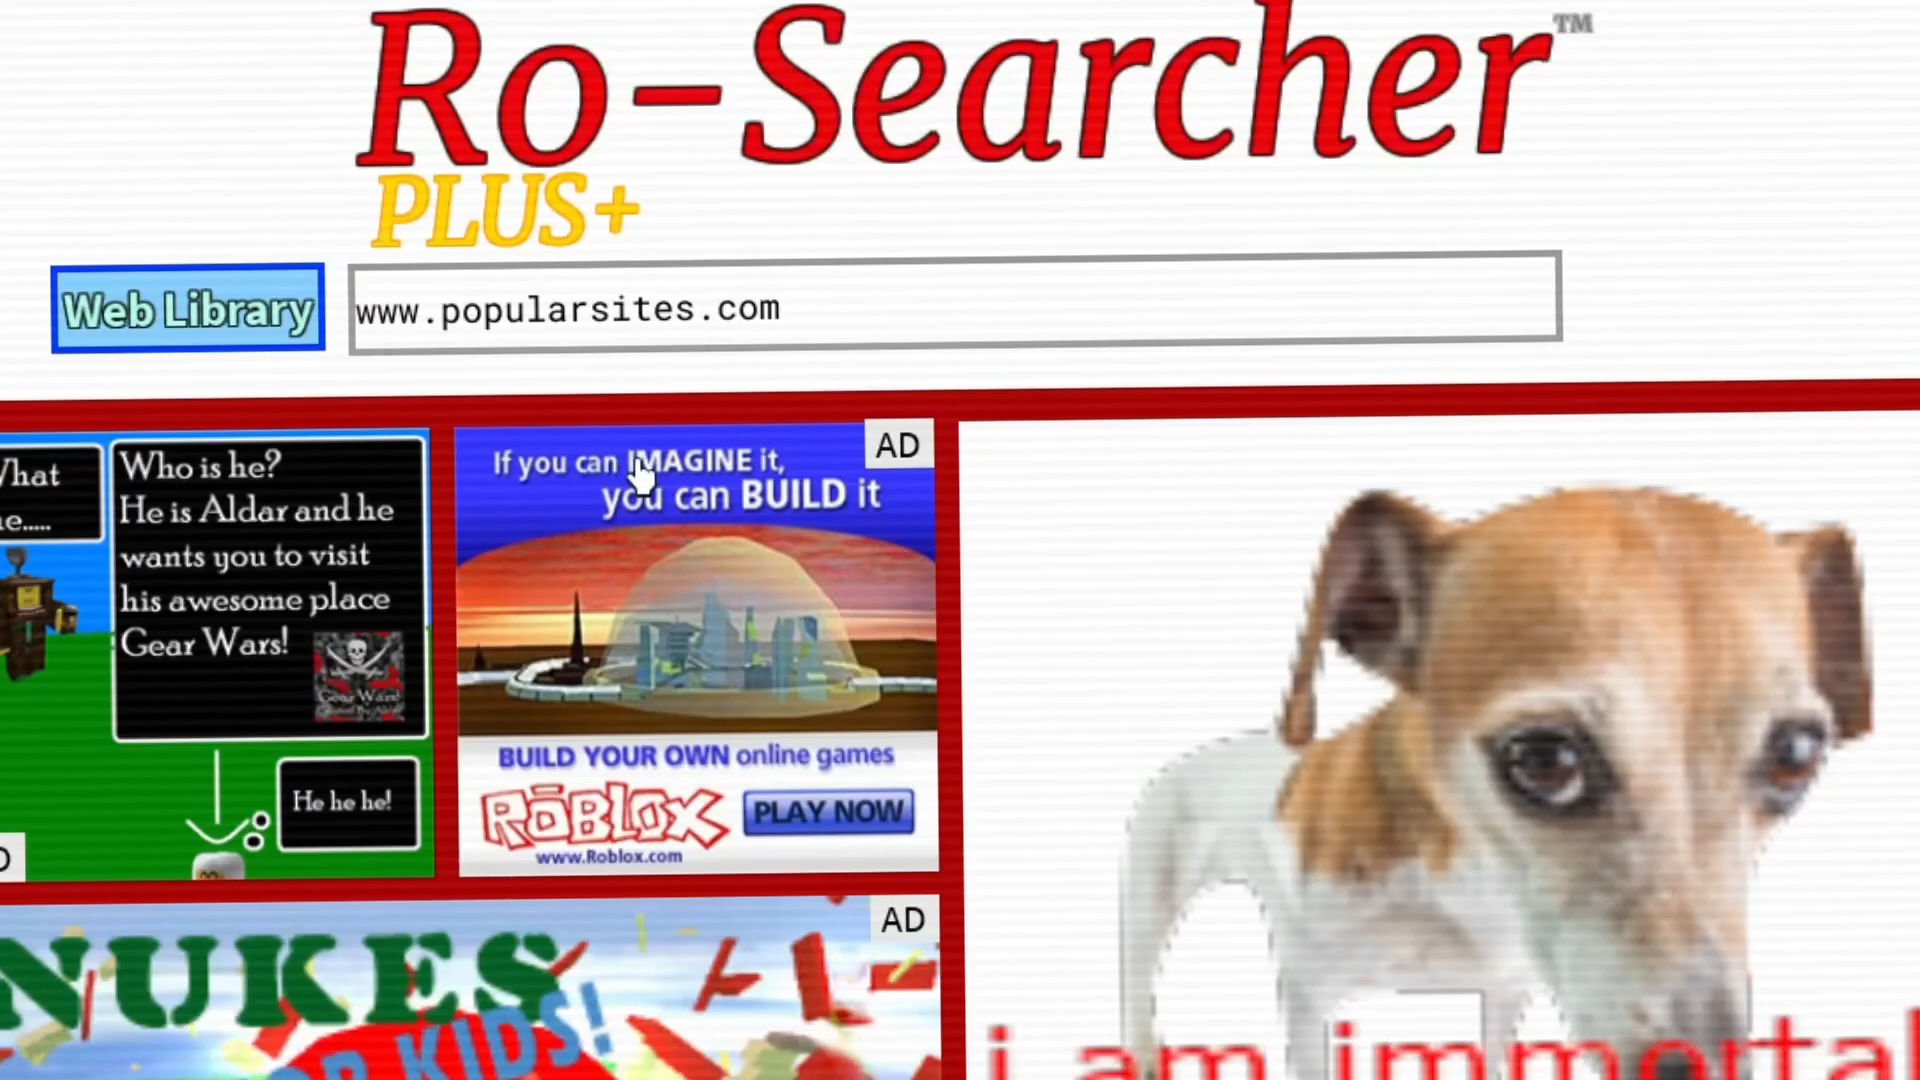 Ro-Searcher™
PLUS+
Web Library
www.popularsites.com
Who is he?
He is Aldar and he
wants you to visit
his awesome place
Gear Wars!
Gear Wars!
He he he!
AD
If you can IMAGINE it,
you can BUILD it
BUILD YOUR OWN online games
ROBLOX
PLAY NOW
www.Roblox.com
AD
NUKES
KIDS!
i am immortal